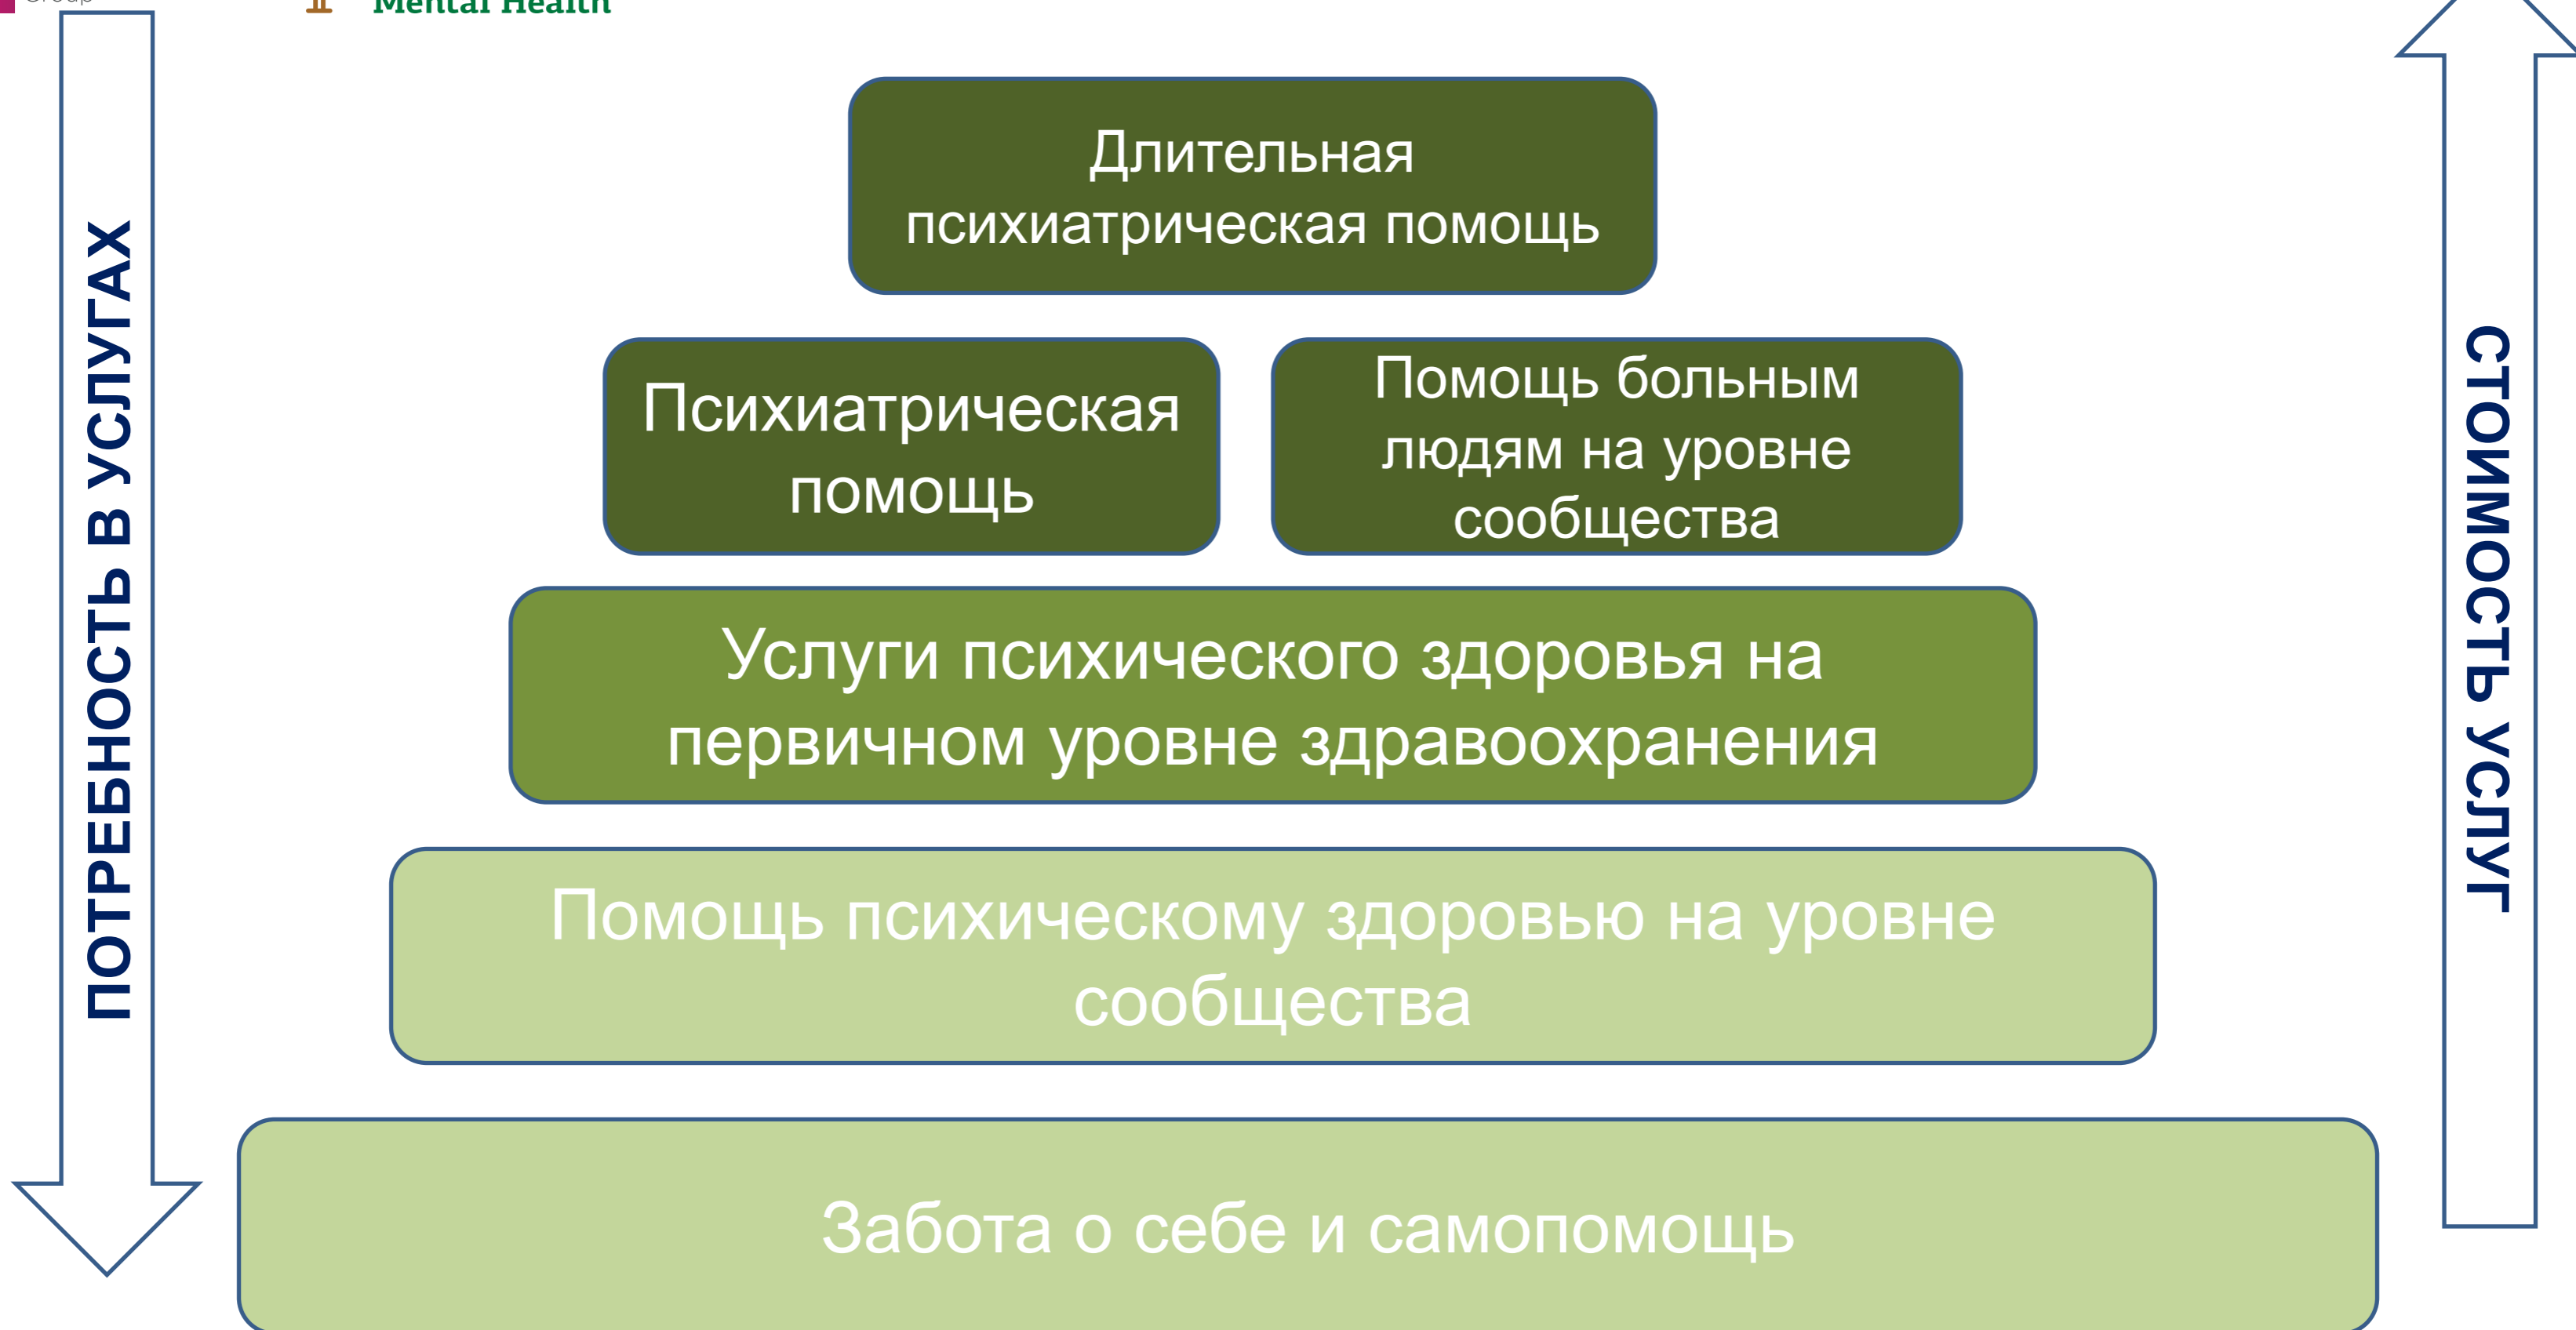 Group
Mental Health
ПОТРЕБНОСТЬ В УСЛУГАХ
Длительная
психиатрическая помощь
Психиатрическая
помощь
Помощь больным
людям на уровне
сообщества
Услуги психического здоровья на
первичном уровне здравоохранения
Помощь психическому здоровью на уровне
сообщества
Забота о себе и самопомощь
СТОИМОСТЬ УСЛУГ